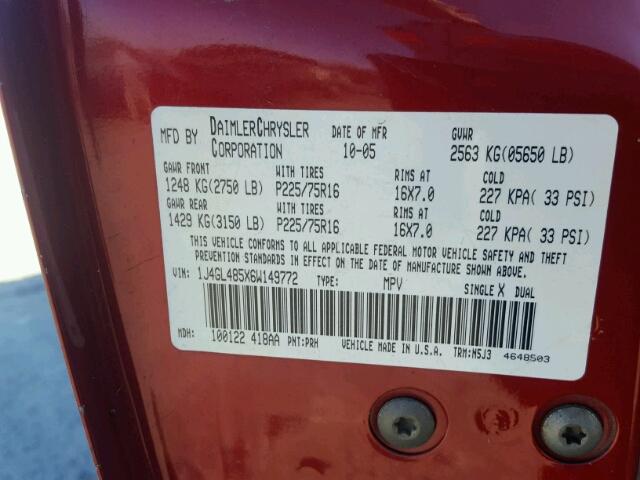 MFD BY DAIMLERCHRYSLER CORPORATION DATE OF MFR 10-05 GVWR 2563 KG(05650 LB)
GAWR FRONT WITH TIRES RIMS AT COLD
1248 KG(2750 LB) P225/75R16 16X7.0 227 KPA( 33 PSI)
GAWR REAR WITH TIRES RIMS AT COLD
1429 KG(3150 LB) P225/75R16 16X7.0 227 KPA( 33 PSI)
THIS VEHICLE CONFORMS TO ALL APPLICABLE FEDERAL MOTOR VEHICLE SAFETY AND THEFT
STANDARDS IN EFFECT ON THE DATE OF MANUFACTURE SHOWN ABOVE.
VIN: 1J4GL485X6W149772 TYPE: MPV SINGLE X DUAL
MDH: 100122 418AA PNT:PRH VEHICLE MADE IN U.S.A. TRM:M5J3 4648503